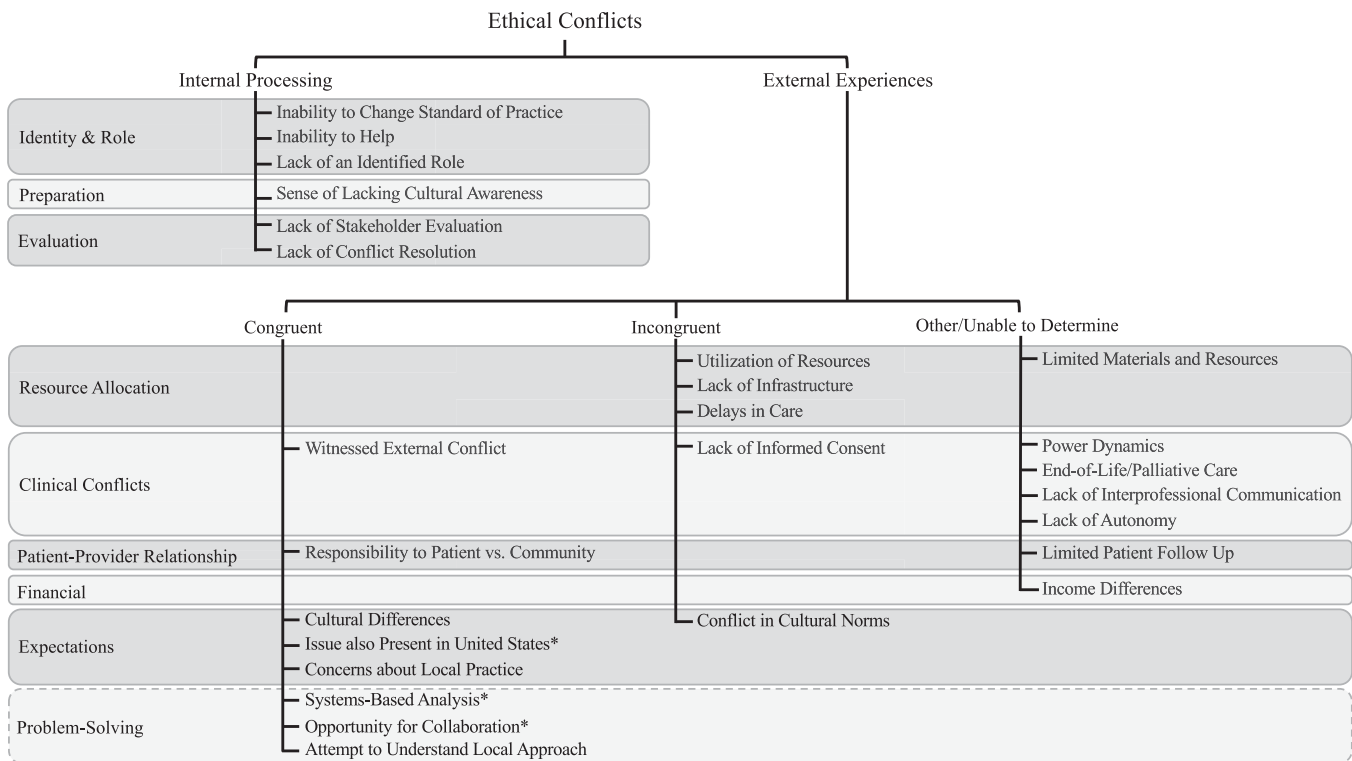 Ethical Conflicts
Internal Processing
External Experiences
Identity & Role
Inability to Change Standard of Practice
Inability to Help
Lack of an Identified Role
Preparation
Sense of Lacking Cultural Awareness
Evaluation
Lack of Stakeholder Evaluation
Lack of Conflict Resolution
Congruent
Incongruent
Other/Unable to Determine
Resource Allocation
Utilization of Resources
Lack of Infrastructure
Delays in Care
Limited Materials and Resources
Clinical Conflicts
Witnessed External Conflict
Lack of Informed Consent
Power Dynamics
End-of-Life/Palliative Care
Lack of Interprofessional Communication
Lack of Autonomy
Patient-Provider Relationship
Responsibility to Patient vs. Community
Limited Patient Follow Up
Financial
Income Differences
Expectations
Cultural Differences
Issue also Present in United States*
Concerns about Local Practice
Conflict in Cultural Norms
Problem-Solving
Systems-Based Analysis*
Opportunity for Collaboration*
Attempt to Understand Local Approach